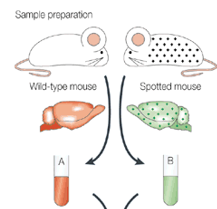 Sample preparation
Wild-type mouse
Spotted mouse
A
B